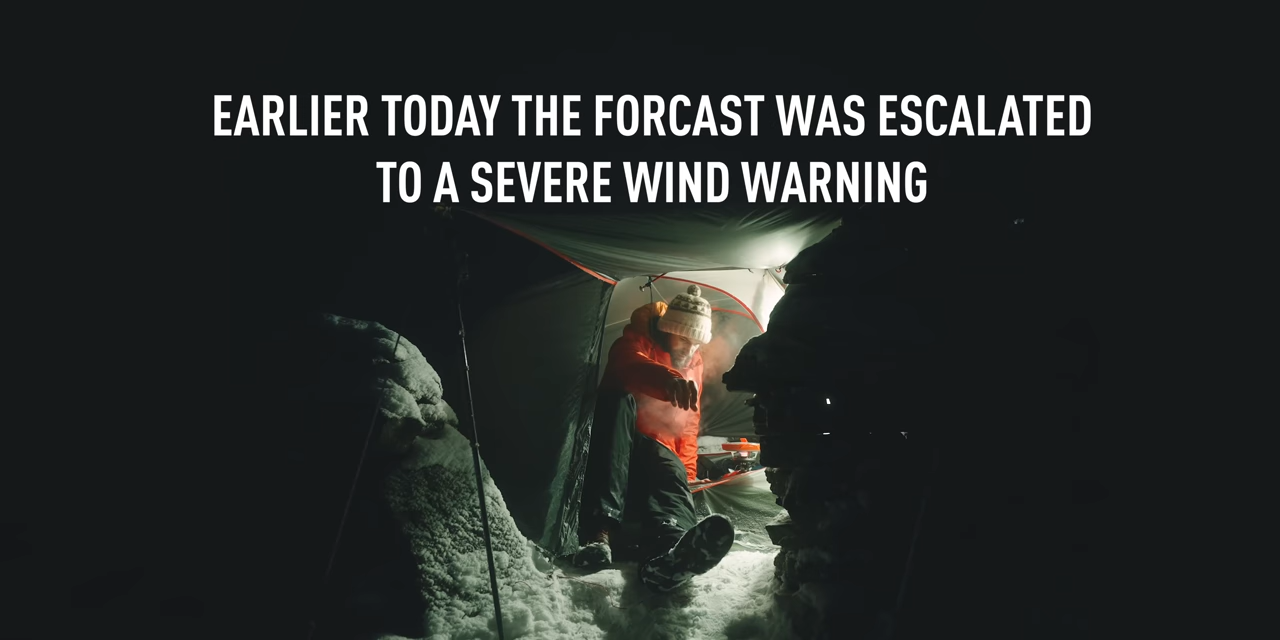 EARLIER TODAY THE FORCAST WAS ESCALATED
TO A SEVERE WIND WARNING